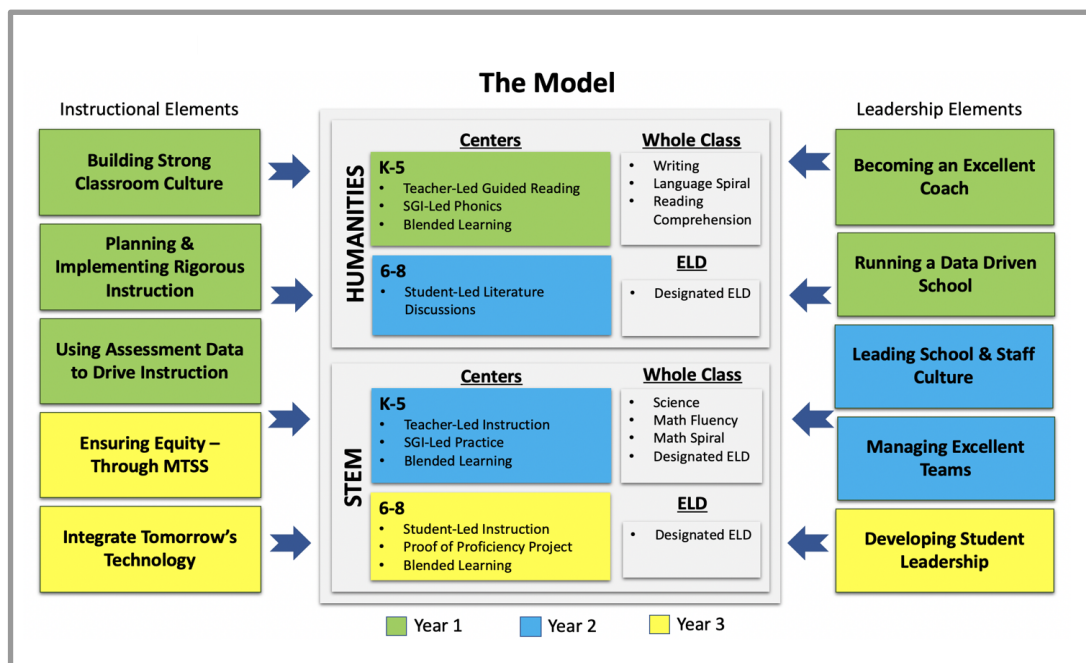 The Model
Instructional Elements
Building Strong
Classroom Culture
Planning &
Implementing Rigorous
Instruction
Using Assessment Data
to Drive Instruction
Ensuring Equity –
Through MTSS
Integrate Tomorrow's
Technology
HUMANITIES
Centers
K-5
• Teacher-Led Guided Reading
• SGI-Led Phonics
• Blended Learning
6-8
• Student-Led Literature
Discussions
Whole Class
• Writing
• Language Spiral
• Reading
Comprehension
ELD
• Designated ELD
STEM
Centers
K-5
• Teacher-Led Instruction
• SGI-Led Practice
• Blended Learning
6-8
• Student-Led Instruction
• Proof of Proficiency Project
• Blended Learning
Whole Class
• Science
• Math Fluency
• Math Spiral
• Designated ELD
ELD
• Designated ELD
Leadership Elements
Becoming an Excellent
Coach
Running a Data Driven
School
Leading School & Staff
Culture
Managing Excellent
Teams
Developing Student
Leadership
Year 1
Year 2
Year 3